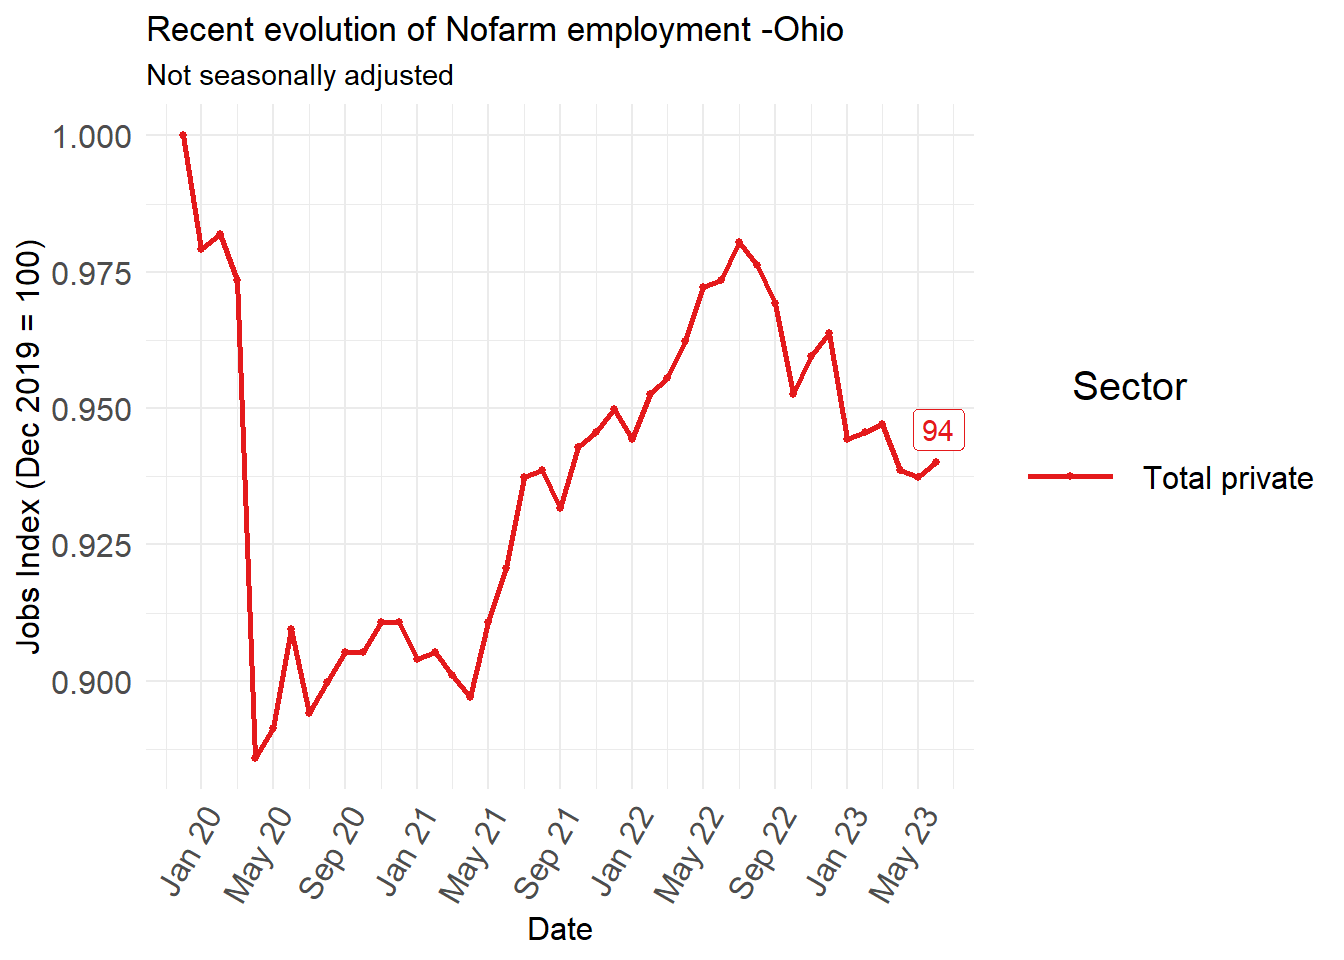 Recent evolution of Nofarm employment -Ohio
Not seasonally adjusted
Jobs Index (Dec 2019 = 100)
1.000
0.975
0.950
0.925
0.900
94
Sector
Total private
Jan 20
May 20
Sep 20
Jan 21
May 21
Sep 21
Jan 22
May 22
Sep 22
Jan 23
May 23
Date